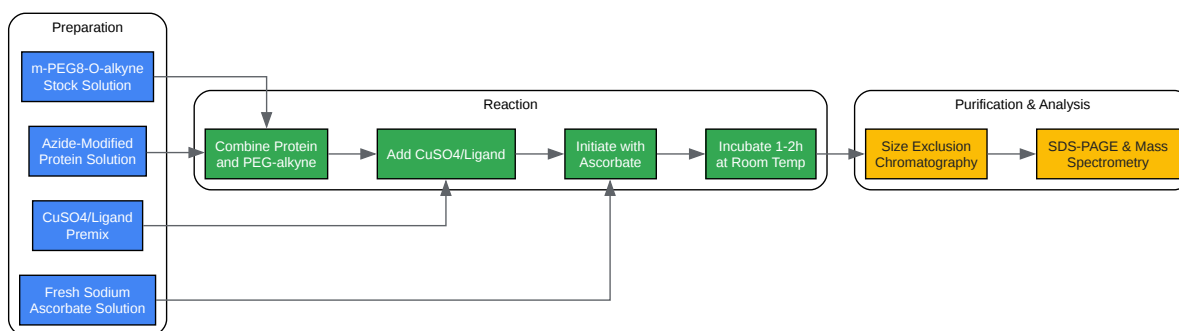 Preparation
m-PEG8-O-alkyne
Stock Solution
Azide-Modified
Protein Solution
CuSO4/Ligand
Premix
Fresh Sodium
Ascorbate Solution
Reaction
Combine Protein
and PEG-alkyne
Add CuSO4/Ligand
Initiate with
Ascorbate
Incubate 1-2h
at Room Temp
Purification & Analysis
Size Exclusion
Chromatography
SDS-PAGE & Mass
Spectrometry